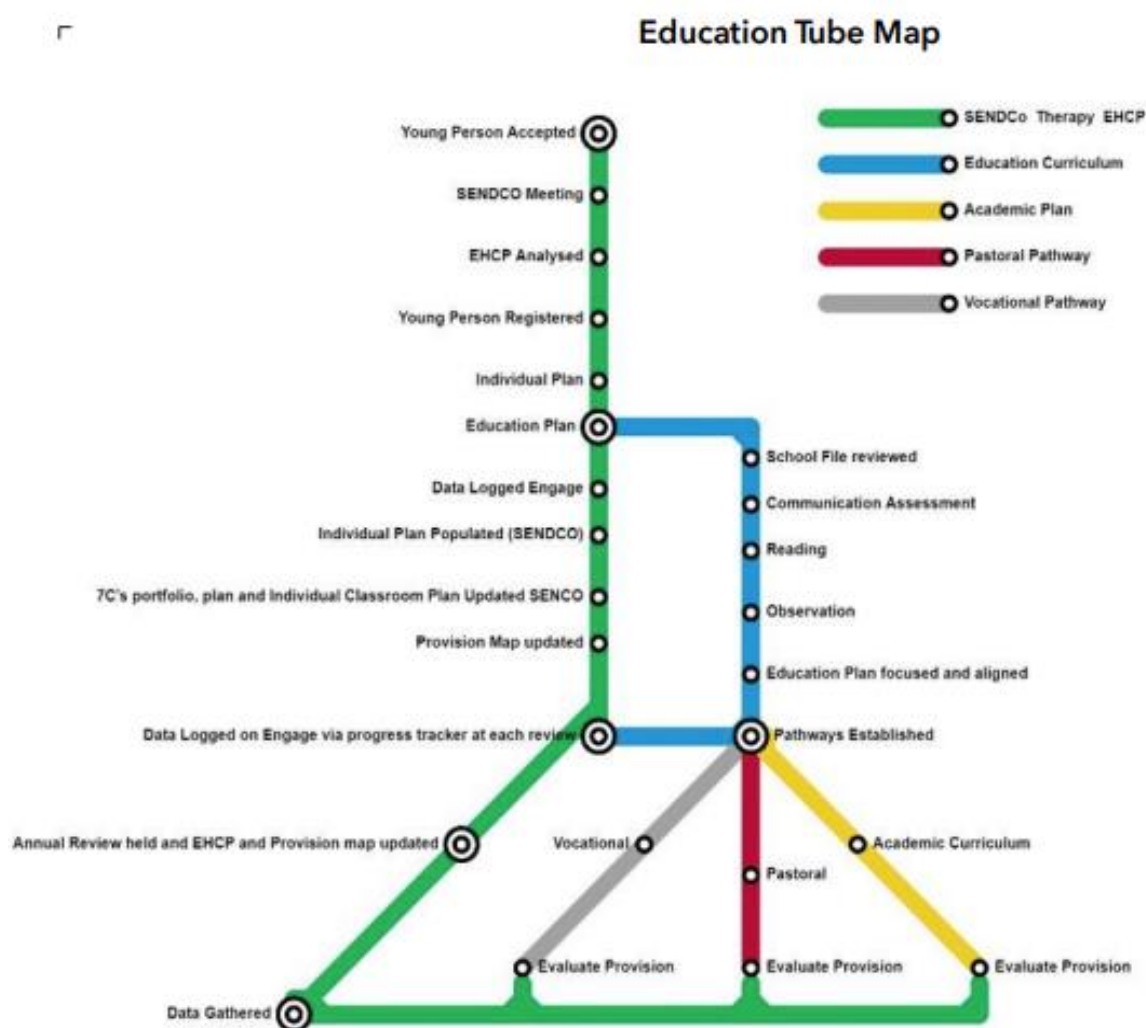 Education Tube Map
SENDCo Therapy EHCP
Education Curriculum
Academic Plan
Pastoral Pathway
Vocational Pathway
Young Person Accepted
SENDCO Meeting
EHCP Analysed
Young Person Registered
Individual Plan
Education Plan
School File reviewed
Data Logged Engage
Communication Assessment
Individual Plan Populated (SENDCO)
Reading
7C's portfolio, plan and Individual Classroom Plan Updated SENCO
Observation
Provision Map updated
Education Plan focused and aligned
Data Logged on Engage via progress tracker at each review
Pathways Established
Annual Review held and EHCP and Provision map updated
Vocational
Academic Curriculum
Pastoral
Evaluate Provision
Evaluate Provision
Evaluate Provision
Data Gathered